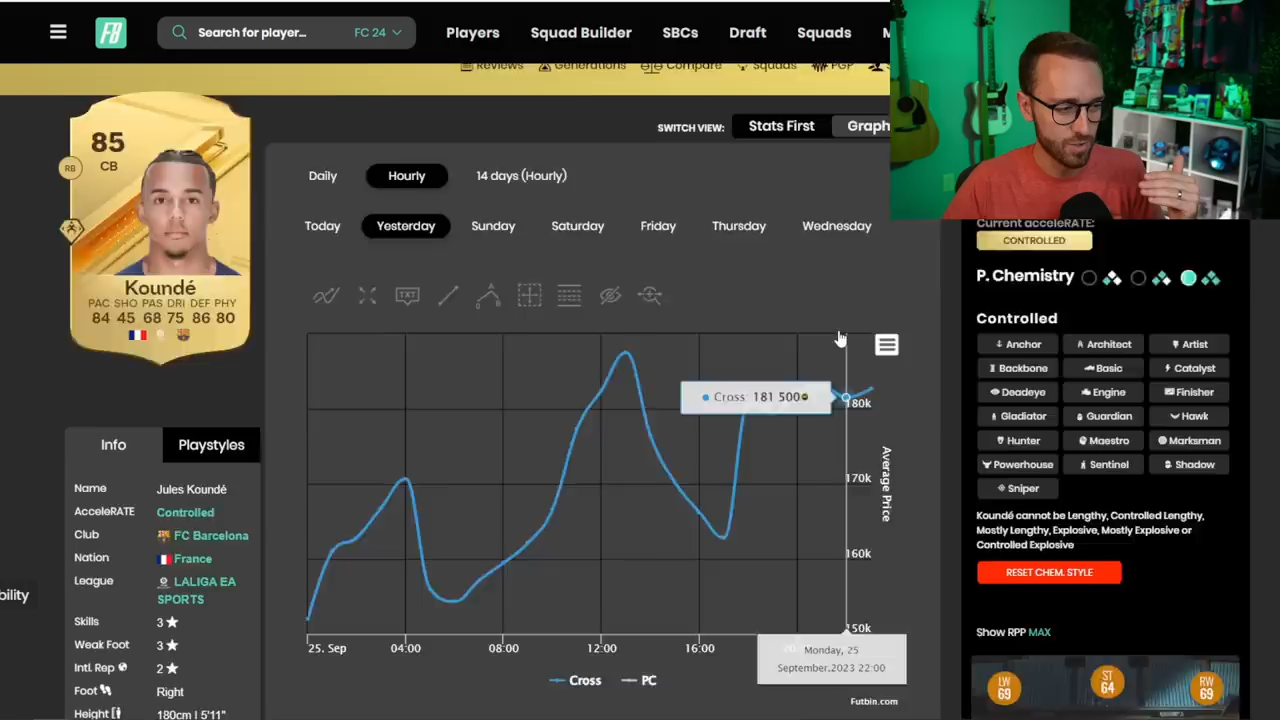 FB Search for player... FC 24 Players Squad Builder SBCs Draft Squads M
Reviews Generations Compare Squads PGP
SWITCH VIEW: Stats First Graph
85
CB
RB
Koundé
PAC SHO PAS DRI DEF PHY
84 45 68 75 86 80
Daily Hourly 14 days (Hourly)
Today Yesterday Sunday Saturday Friday Thursday Wednesday
TXT
Cross 181 500
180k
170k
160k
150k
Average Price
25. Sep 04:00 08:00 12:00 16:00
Monday, 25
September,2023 22:00
Cross PC
Futbin.com
bility
Info Playstyles
Name Jules Koundé
AcceleRATE Controlled
Club FC Barcelona
Nation France
League LALIGA EA
SPORTS
Skills 3
Weak Foot 3
Intl. Rep 2
Foot Right
Height 180cm | 5'11"
Current acceleRATE:
CONTROLLED
P. Chemistry
Controlled
Anchor Architect Artist
Backbone Basic Catalyst
Deadeye Engine Finisher
Gladiator Guardian Hawk
Hunter Maestro Marksman
Powerhouse Sentinel Shadow
Sniper
Koundé cannot be Lengthy, Controlled Lengthy,
Mostly Lengthy, Explosive, Mostly Explosive or
Controlled Explosive
RESET CHEM. STYLE
Show RPP MAX
LW
69
ST
64
RW
69